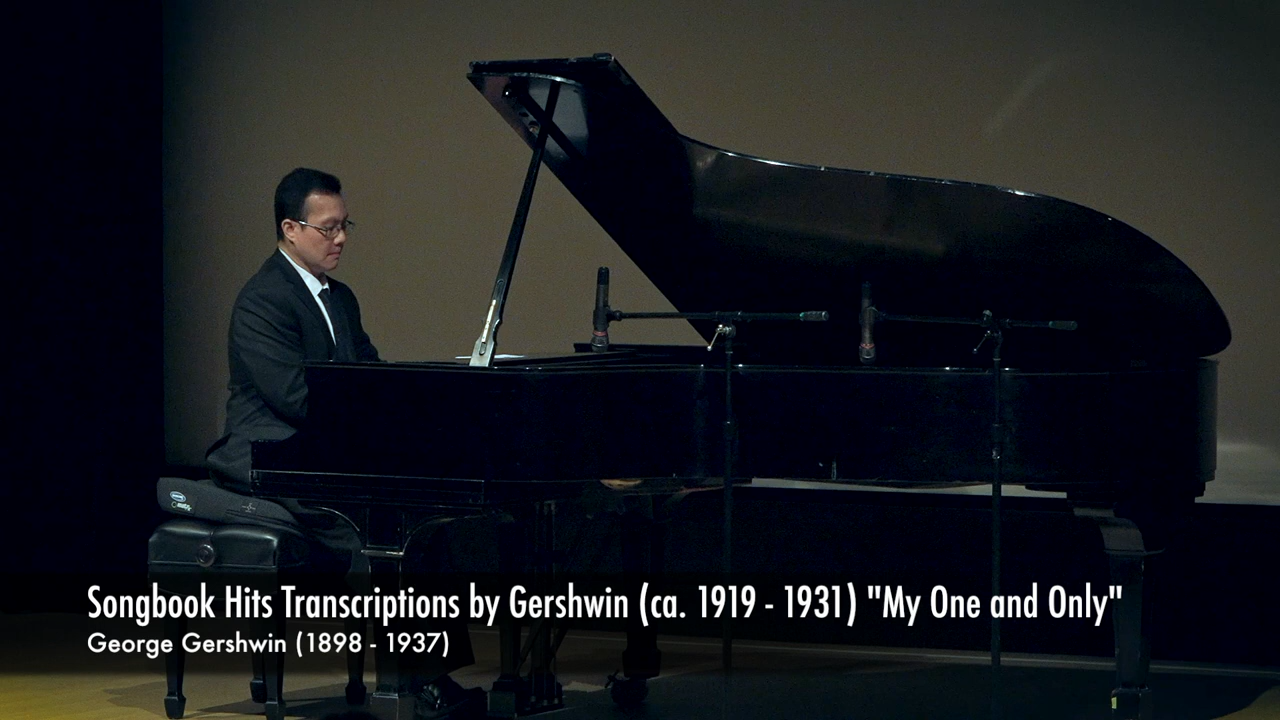 Songbook Hits Transcriptions by Gershwin (ca. 1919 - 1931) "My One and Only"
George Gershwin (1898 - 1937)